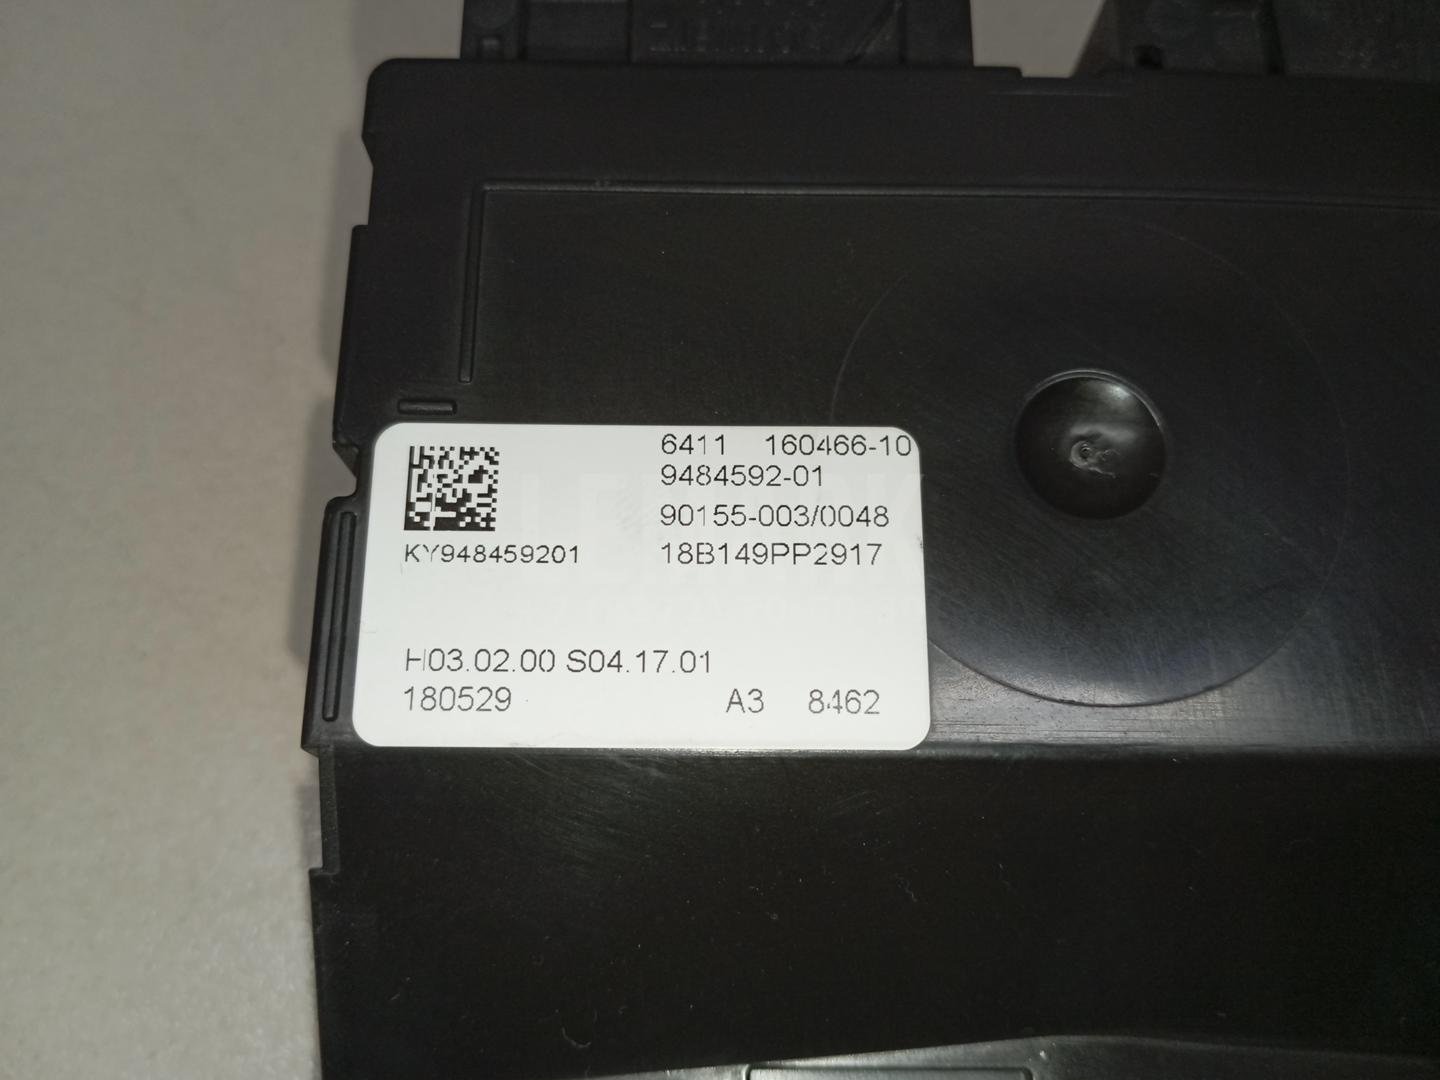 6411 160466-10
9484592-01
90155-003/0048
KY948459201 18B149PP2917
H03.02.00 S04.17.01
180529 A3 8462